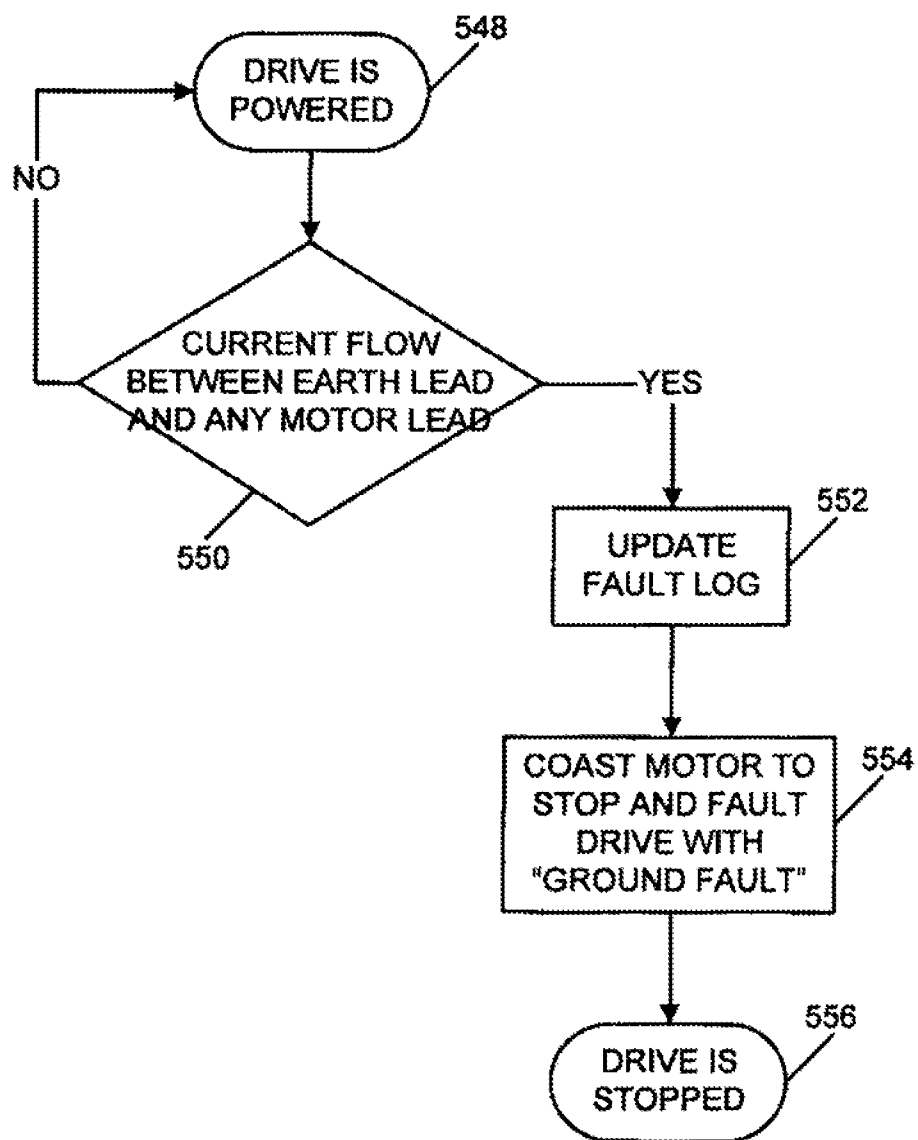 548
DRIVE IS
POWERED
NO
CURRENT FLOW
BETWEEN EARTH LEAD
AND ANY MOTOR LEAD
YES
550
552
UPDATE
FAULT LOG
554
COAST MOTOR TO
STOP AND FAULT
DRIVE WITH
"GROUND FAULT"
556
DRIVE IS
STOPPED